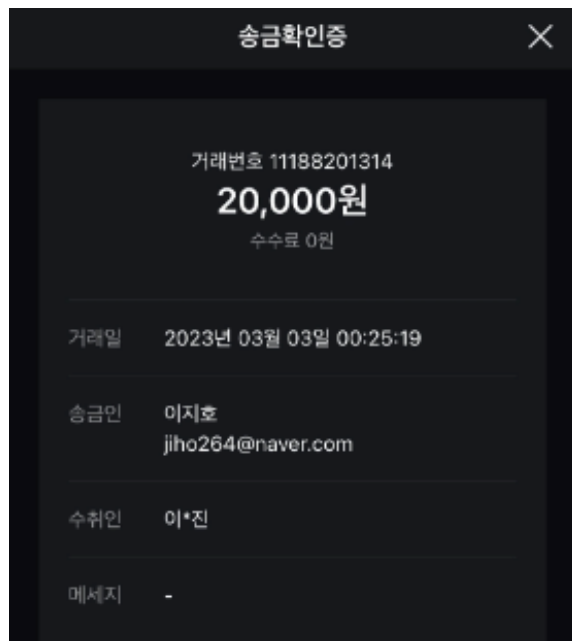 송금확인증
거래번호 11188201314
20,000원
수수료 0원
거래일 2023년 03월 03일 00:25:19
송금인 이지호
jiho264@naver.com
수취인 이*진
메세지 -